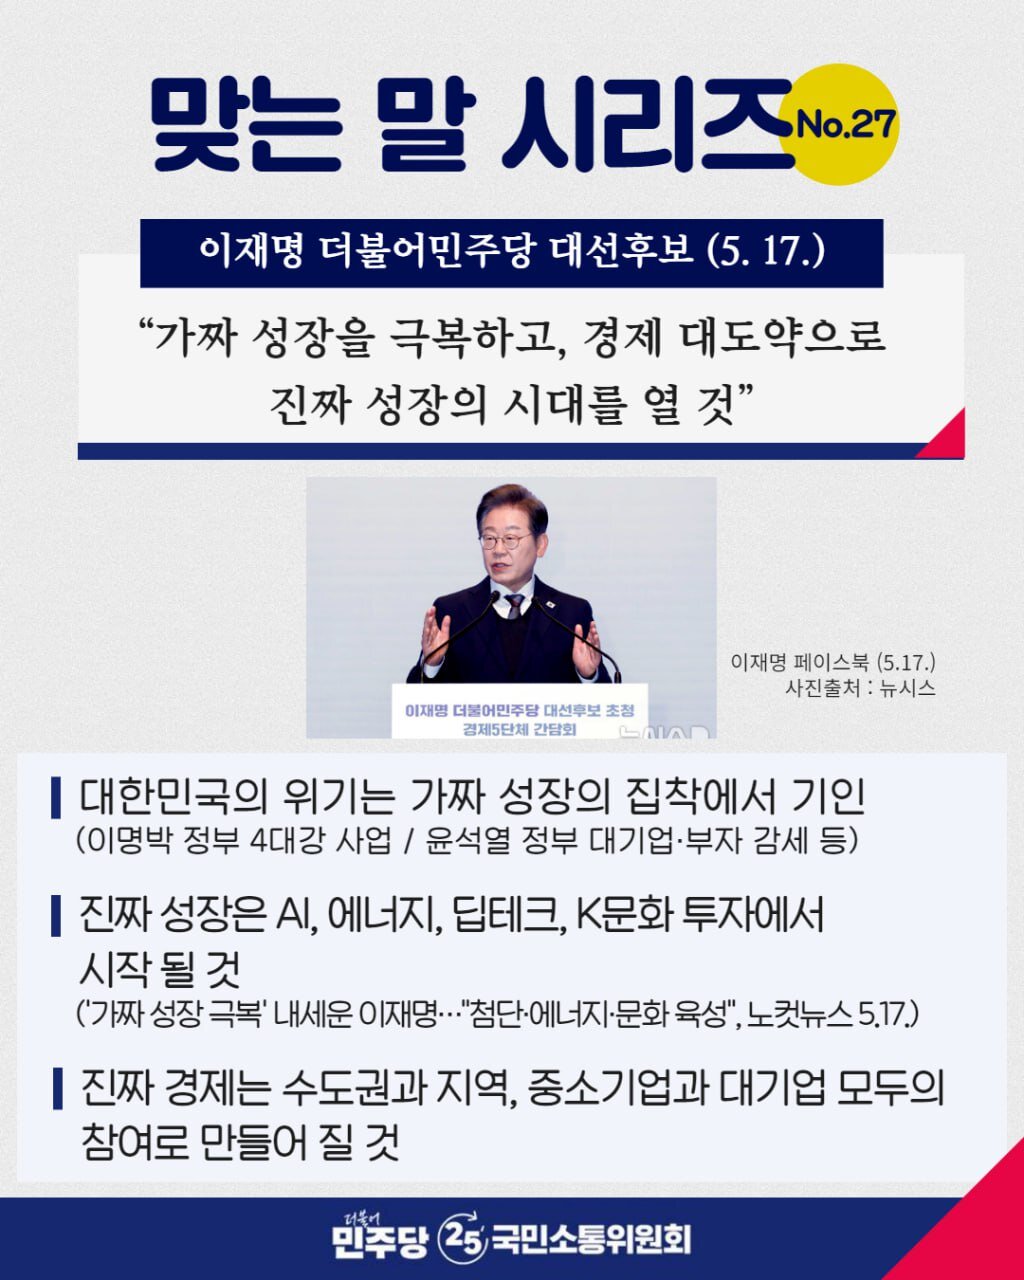 맞는 말 시리즈 No.27
이재명 더불어민주당 대선후보 (5. 17.)
“가짜 성장을 극복하고, 경제 대도약으로
진짜 성장의 시대를 열 것”
이재명 더불어민주당 대선후보 초청
경제5단체 간담회
이재명 페이스북 (5.17.)
사진출처 : 뉴시스
대한민국의 위기는 가짜 성장의 집착에서 기인
(이명박 정부 4대강 사업 / 윤석열 정부 대기업·부자 감세 등)
진짜 성장은 AI, 에너지, 딥테크, K문화 투자에서
시작 될 것
('가짜 성장 극복' 내세운 이재명…"첨단·에너지·문화 육성", 노컷뉴스 5.17.)
진짜 경제는 수도권과 지역, 중소기업과 대기업 모두의
참여로 만들어 질 것
더불어
민주당 25 국민소통위원회